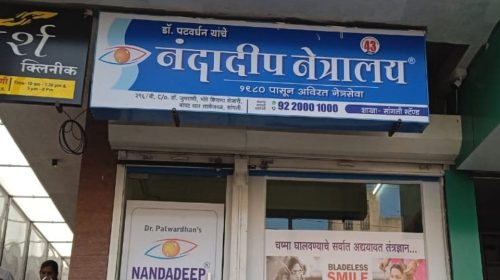 र्श
क्लिनीक
डॉ. पटवर्धन यांचे
43
नंदादीप नेत्रालय®
१९८० पासून अविरत नेत्रसेवा
92 2000 1000
शाखा- सांगली स्टॅण्ड
Dr. Patwardhan's
NANDADEEP
चष्मा घालवण्याचे सर्वात अद्ययावत तंत्रज्ञान...
BLADELESS
SMILE